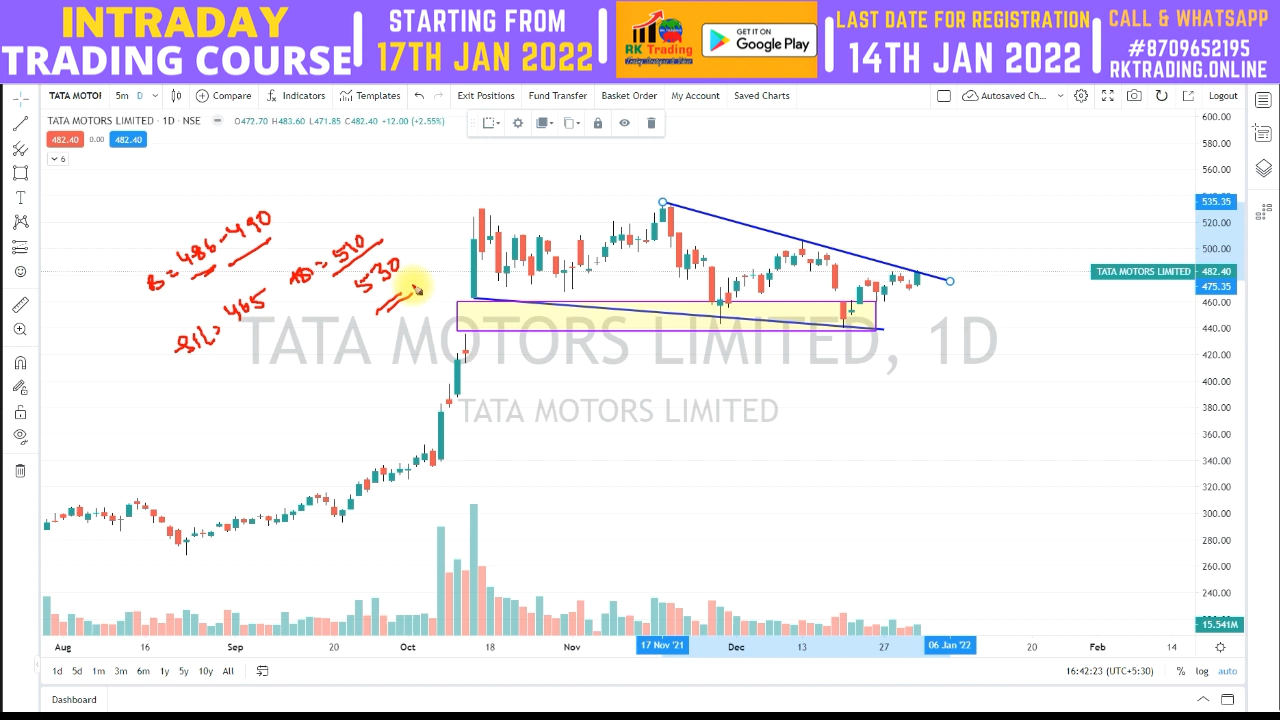 INTRADAY
TRADING COURSE
STARTING FROM
17TH JAN 2022
RK Trading
GET IT ON
Google Play
LAST DATE FOR REGISTRATION
14TH JAN 2022
CALL & WHATSAPP
#8709652195
RKTRADING.ONLINE
TATA MOTOI 5m D Compare Indicators Templates Exit Positions Fund Transfer Basket Order My Account Saved Charts Autosaved Ch... Logout
TATA MOTORS LIMITED · 1D · NSE O472.70 H483.60 L471.85 C482.40 +12.00 (+2.55%)
482.40 0.00 482.40
6
600.00
580.00
560.00
535.35
520.00
500.00
TATA MOTORS LIMITED 482.40
475.35
460.00
440.00
420.00
400.00
380.00
360.00
340.00
320.00
300.00
280.00
260.00
240.00
15.541M
B = 486-490
= 510
530
S/L = 465
TATA MOTORS LIMITED, 1D
TATA MOTORS LIMITED
Aug 16 Sep 20 Oct 18 Nov 17 Nov '21 Dec 13 27 06 Jan '22 20 Feb 14
1d 5d 1m 3m 6m 1y 5y 10y All 16:42:23 (UTC+5:30) % log auto
Dashboard